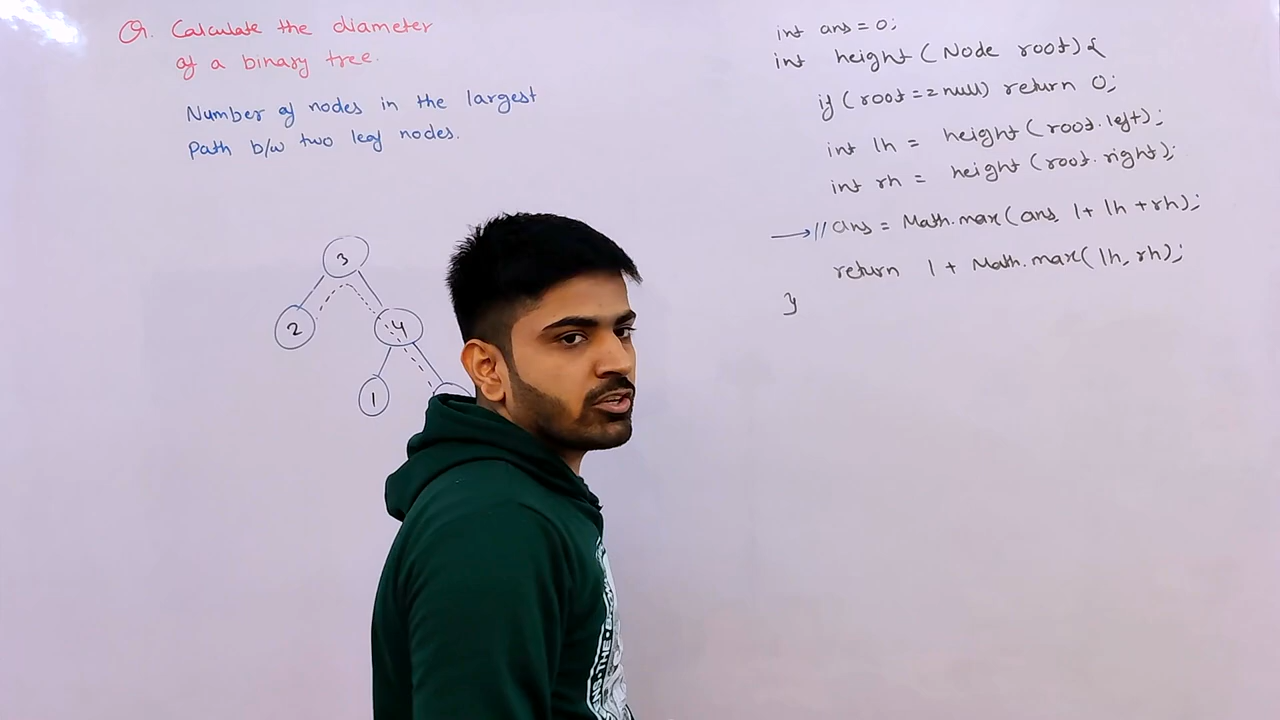 Q. Calculate the diameter
of a binary tree.
Number of nodes in the largest
Path b/w two leaf nodes.
3
2
4
1
int ans = 0;
int height ( Node root) {
if (root == null) return 0;
int lh = height (root.left);
int rh = height (root.right);
→ // ans = Math.max(ans, 1 + lh + rh);
return 1 + Math.max(lh, rh);
}